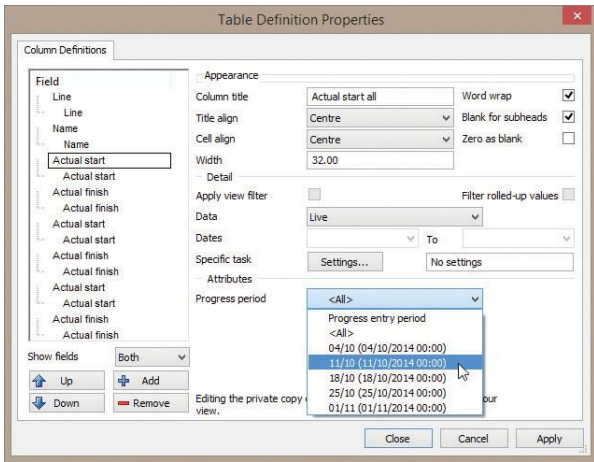 Table Definition Properties
Column Definitions
Field
Line
Line
Name
Name
Actual start
Actual start
Actual finish
Actual finish
Actual start
Actual start
Actual finish
Actual finish
Actual start
Actual start
Actual finish
Actual finish
Show fields Both
Up Add
Down Remove
Appearance
Column title Actual start all Word wrap
Title align Centre Blank for subheads
Cell align Centre Zero as blank
Width 32.00
Detail
Apply view filter Filter rolled-up values
Data Live
Dates To
Specific task Settings... No settings
Attributes
Progress period <All>
Progress entry period
<All>
04/10 (04/10/2014 00:00)
11/10 (11/10/2014 00:00)
18/10 (18/10/2014 00:00)
25/10 (25/10/2014 00:00)
01/11 (01/11/2014 00:00)
Editing the private copy
view.
Close Cancel Apply